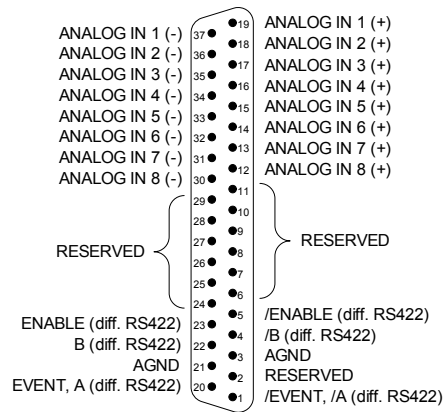 ANALOG IN 1 (-) 37 19 ANALOG IN 1 (+)
ANALOG IN 2 (-) 36 18 ANALOG IN 2 (+)
ANALOG IN 3 (-) 35 17 ANALOG IN 3 (+)
ANALOG IN 4 (-) 34 16 ANALOG IN 4 (+)
ANALOG IN 5 (-) 33 15 ANALOG IN 5 (+)
ANALOG IN 6 (-) 32 14 ANALOG IN 6 (+)
ANALOG IN 7 (-) 31 13 ANALOG IN 7 (+)
ANALOG IN 8 (-) 30 12 ANALOG IN 8 (+)
29 11
28 10
27 9
RESERVED 26 8 RESERVED
25 7
24 6
ENABLE (diff. RS422) 23 5 /ENABLE (diff. RS422)
B (diff. RS422) 22 4 /B (diff. RS422)
AGND 21 3 AGND
EVENT, A (diff. RS422) 20 2 RESERVED
1 /EVENT, /A (diff. RS422)